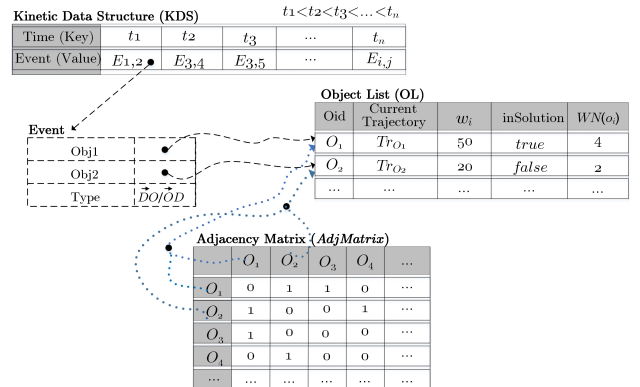 Kinetic Data Structure (KDS)
t1<t2<t3<...<tn
Time (Key) t1 t2 t3 ... tn
Event (Value) E1,2 E3,4 E3,5 ... Ei,j
Object List (OL)
Oid Current Trajectory wi inSolution WN(oi)
O1 TrO1 50 true 4
O2 TrO2 20 false 2
... ... ... ... ...
Event
Obj1
Obj2
Type DO/OD
Adjacency Matrix (AdjMatrix)
O1 O2 O3 O4 ...
O1 0 1 1 0 ...
O2 1 0 0 1 ...
O3 1 0 0 0 ...
O4 0 1 0 0 ...
... ... ... ... ... ...